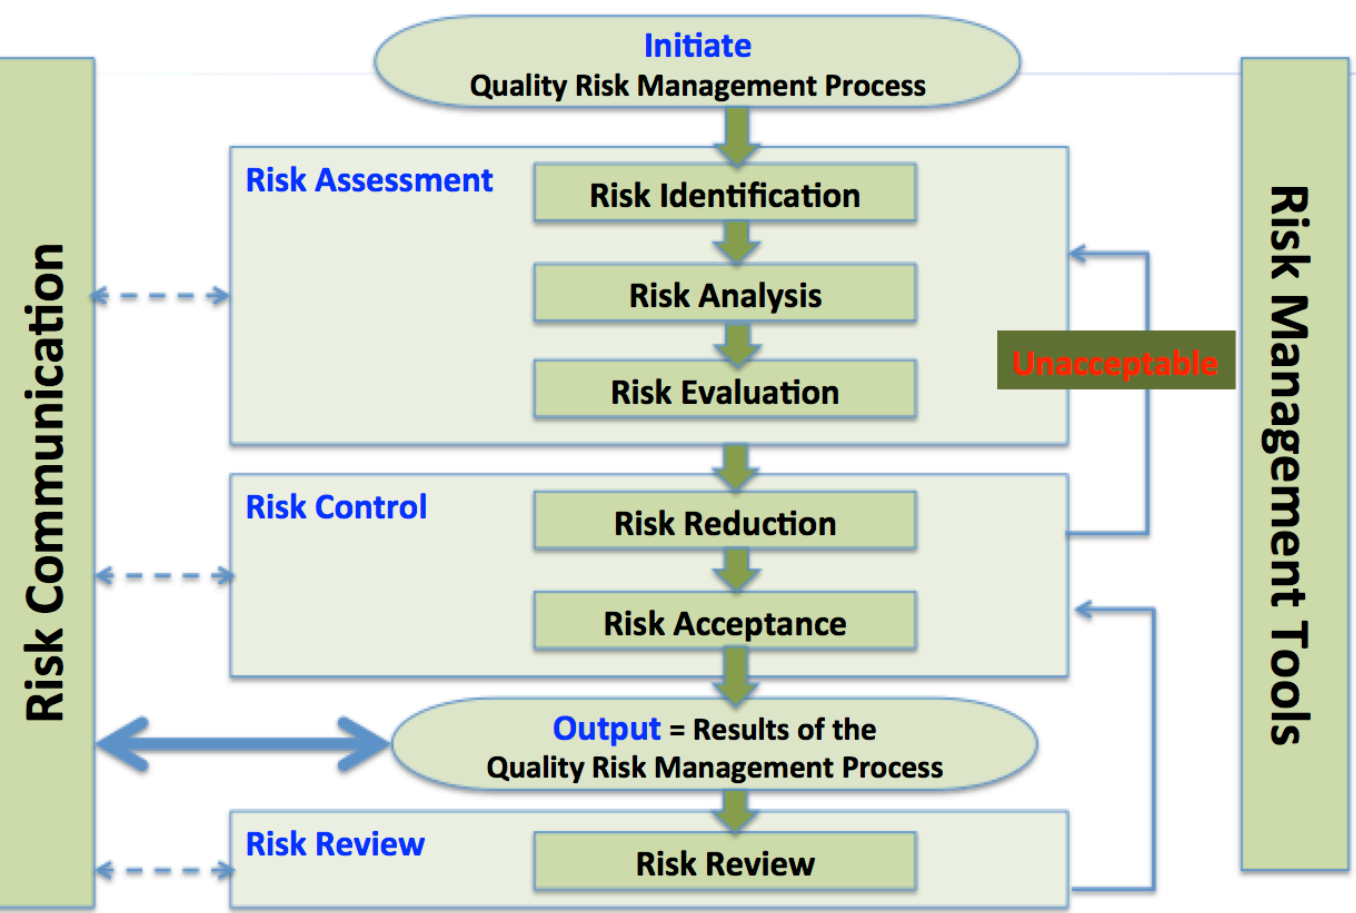 Initiate
Quality Risk Management Process
Risk Communication
Risk Assessment
Risk Identification
Risk Analysis
Risk Evaluation
Unacceptable
Risk Management Tools
Risk Control
Risk Reduction
Risk Acceptance
Output = Results of the
Quality Risk Management Process
Risk Review
Risk Review